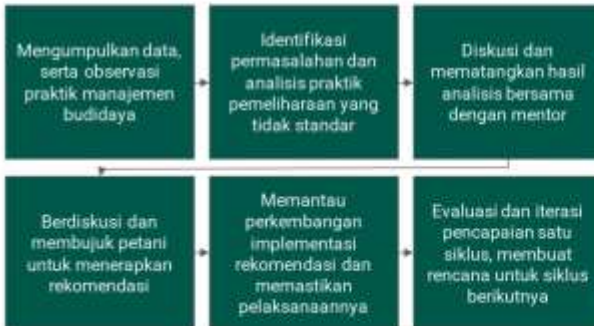 Mengumpulkan data,
serta observasi
praktik manajemen
budidaya
Identifikasi
permasalahan dan
analisis praktik
pemeliharaan yang
tidak standar
Diskusi dan
mematangkan hasil
analisis bersama
dengan mentor
Berdiskusi dan
membujuk petani
untuk menerapkan
rekomendasi
Memantau
perkembangan
implementasi
rekomendasi dan
memastikan
pelaksanaannya
Evaluasi dan iterasi
pencapaian satu
siklus, membuat
rencana untuk siklus
berikutnya